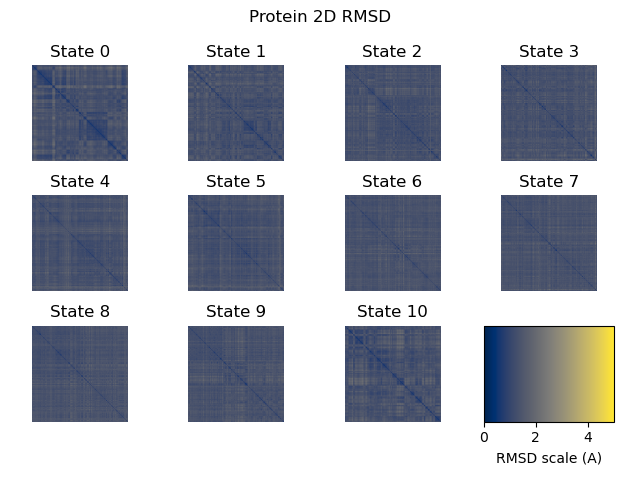 Protein 2D RMSD
State 0
State 1
State 2
State 3
State 4
State 5
State 6
State 7
State 8
State 9
State 10
0 2 4
RMSD scale (A)